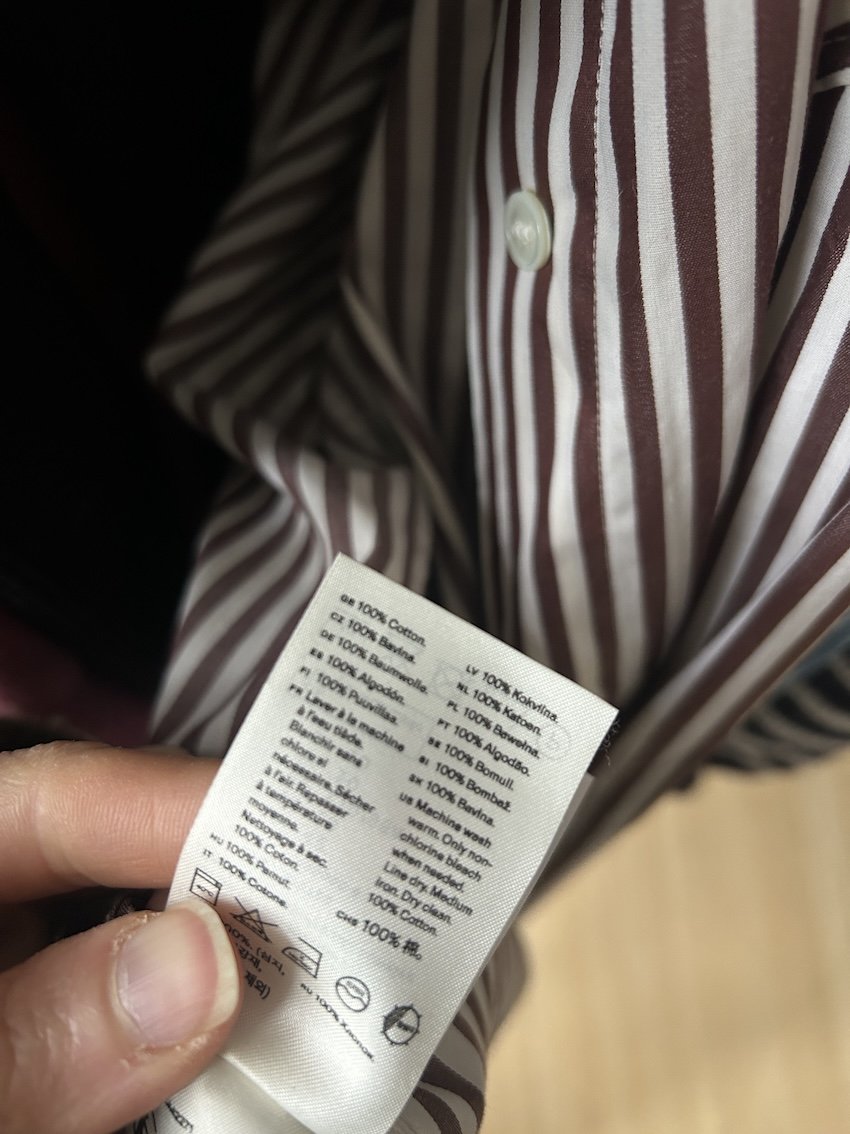 GB 100% Cotton.
CZ 100% Bavlna.
DE 100% Baumwolle.
ES 100% Algodón.
FI 100% Puuvillaa.
FR Laver à la machine
à l'eau tiède.
Blanchir sans
chlore si
nécessaire. Sécher
à l'air. Repasser
à température
moyenne.
Nettoyage à sec.
100% Coton.
HU 100% Pamut.
IT 100% Cotone.
LV 100% Kokvilna.
NL 100% Katoen.
PL 100% Bawełna.
PT 100% Algodão.
SE 100% Bomull.
SI 100% Bombaž.
SK 100% Bavlna.
US Machine wash
warm. Only non-
chlorine bleach
when needed.
Line dry. Medium
iron. Dry clean.
100% Cotton.
CHS 100% 棉。
RU 100% Хлопок.